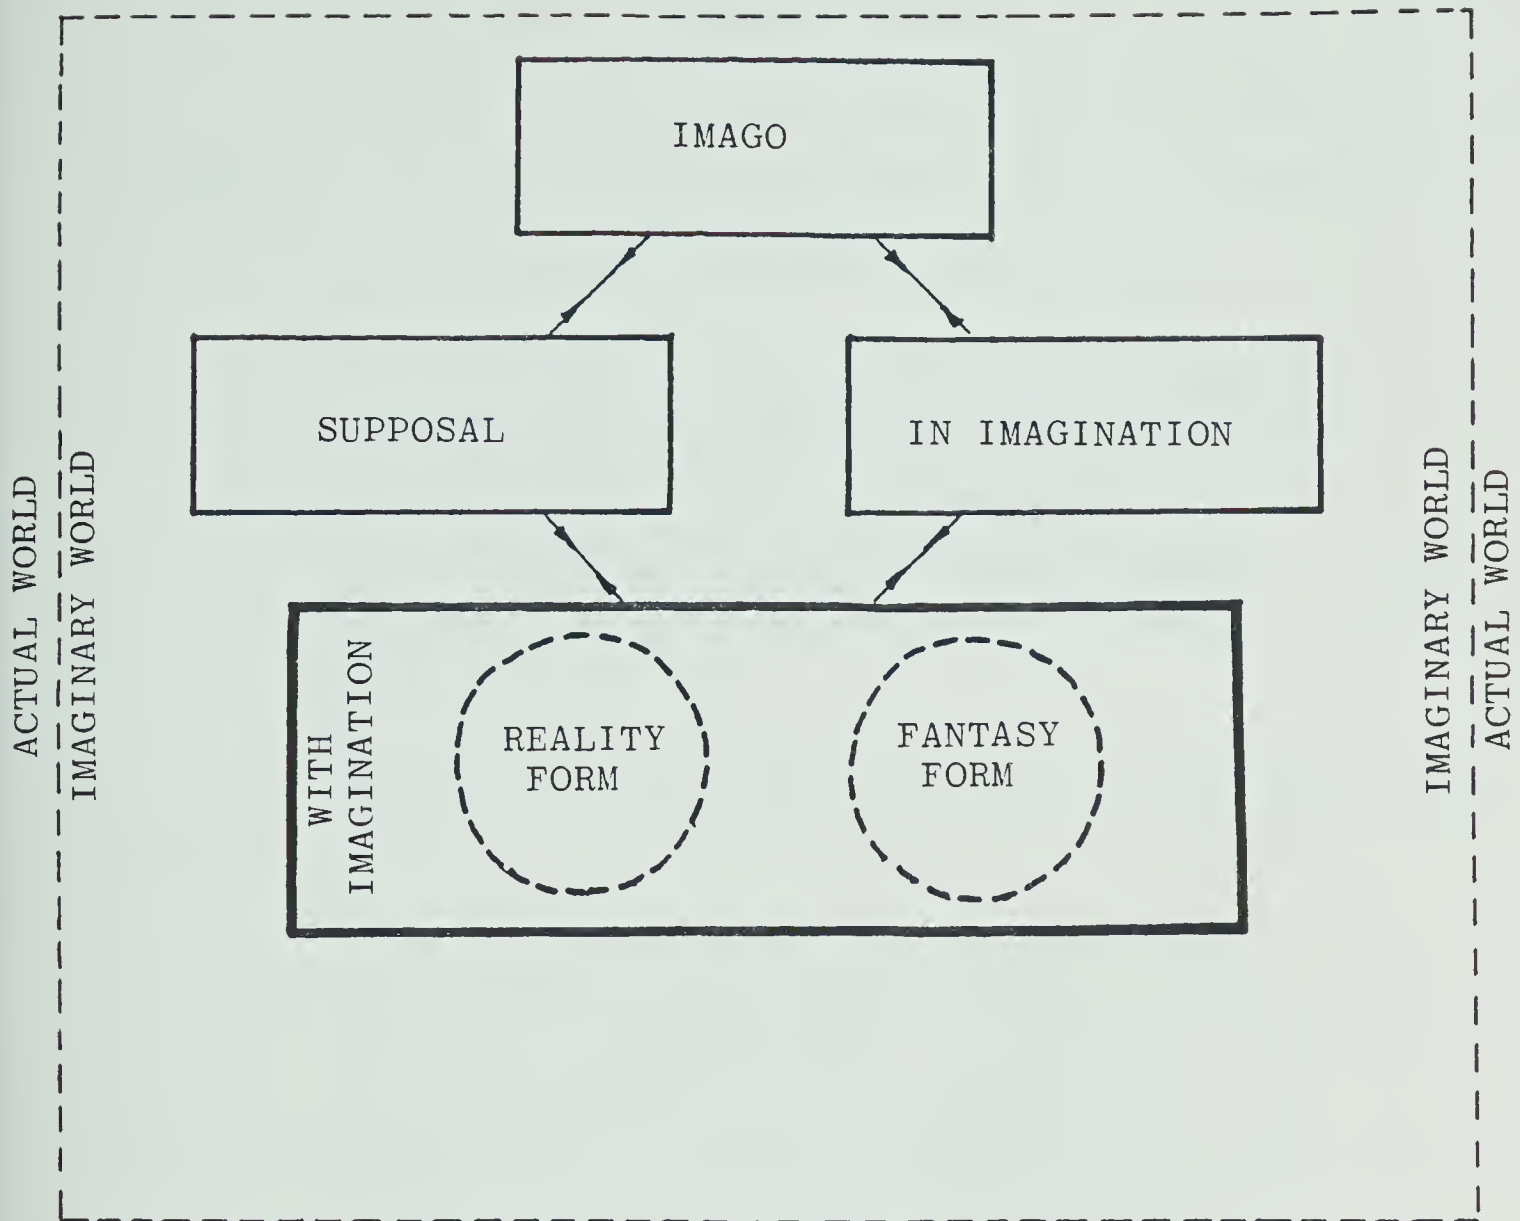 IMAGO
SUPPOSAL
IN IMAGINATION
ACTUAL WORLD
IMAGINARY WORLD
IMAGINARY WORLD
ACTUAL WORLD
WITH
IMAGINATION
REALITY
FORM
FANTASY
FORM